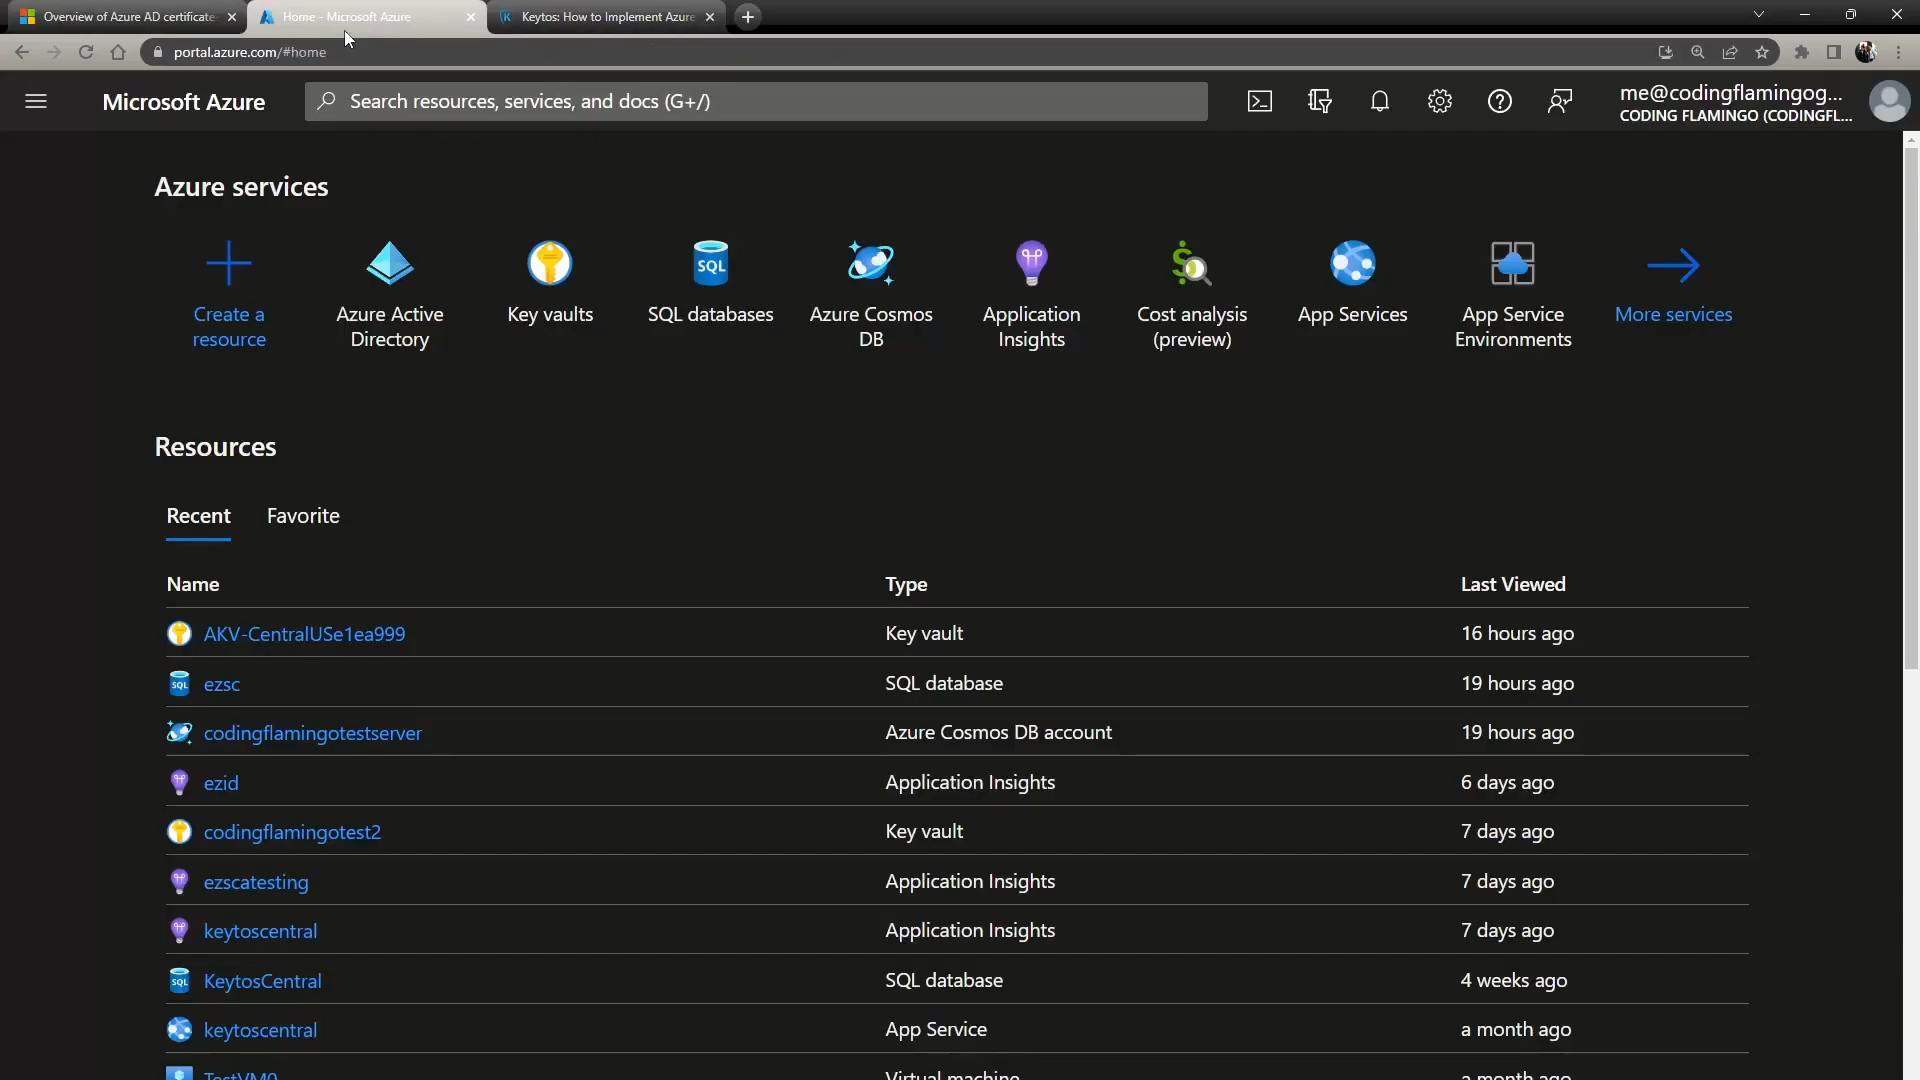 Overview of Azure AD certificate
Home - Microsoft Azure
Keytos: How to Implement Azure
portal.azure.com/#home
Microsoft Azure
Search resources, services, and docs (G+/)
me@codingflamingog...
CODING FLAMINGO (CODINGFL...
Azure services
Create a
resource
Azure Active
Directory
Key vaults
SQL databases
Azure Cosmos
DB
Application
Insights
Cost analysis
(preview)
App Services
App Service
Environments
More services
Resources
Recent Favorite
Name Type Last Viewed
AKV-CentralUSe1ea999 Key vault 16 hours ago
ezsc SQL database 19 hours ago
codingflamingotestserver Azure Cosmos DB account 19 hours ago
ezid Application Insights 6 days ago
codingflamingotest2 Key vault 7 days ago
ezscatesting Application Insights 7 days ago
keytoscentral Application Insights 7 days ago
KeytosCentral SQL database 4 weeks ago
keytoscentral App Service a month ago
TestVM0 Virtual machine a month ago